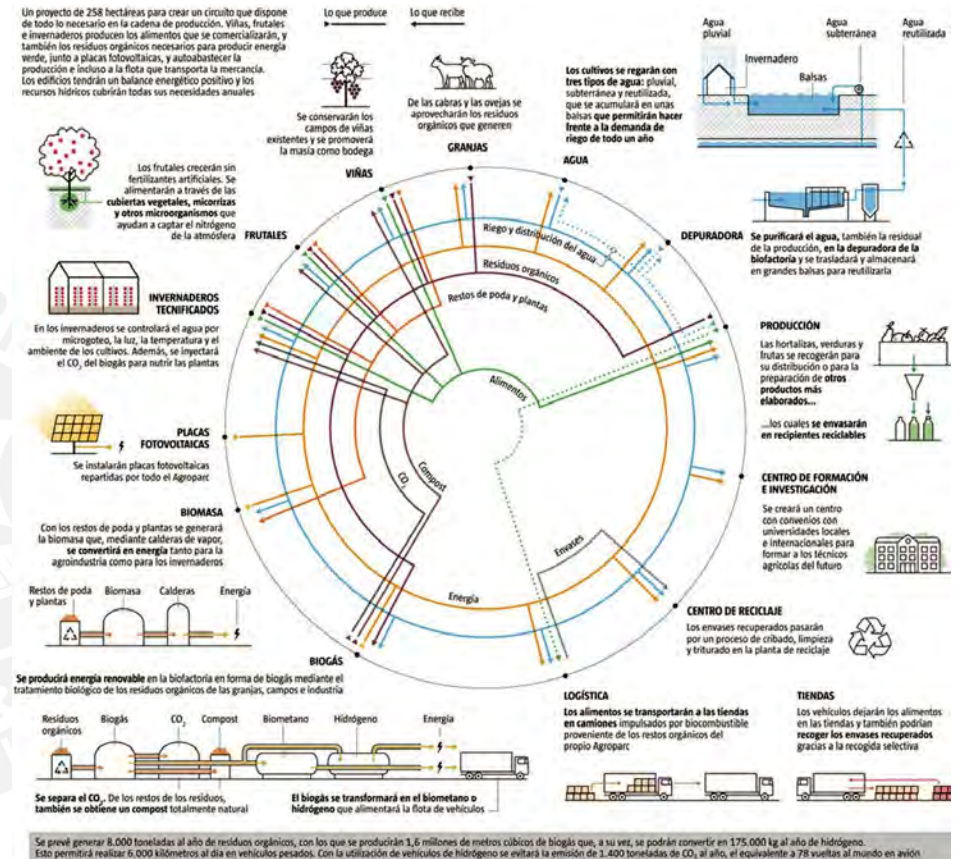 Un proyecto de 258 hectáreas para crear un circuito que dispone
de todo lo necesario en la cadena de producción. Viñas, frutales
e invernaderos producen los alimentos que se comercializarán, y
también los residuos orgánicos necesarios para producir energía
verde, junto a placas fotovoltaicas, y autoabastecer la
producción e incluso a la flota que transporta la mercancía.
Los edificios tendrán un balance energético positivo y los
recursos hídricos cubrirán todas sus necesidades anuales
Lo que produce
Lo que recibe
Se conservarán los
campos de viñas
existentes y se promoverá
la masía como bodega
VIÑAS
De las cabras y las ovejas se
aprovecharán los residuos
orgánicos que generen
GRANJAS
Los cultivos se regarán con
tres tipos de agua: pluvial,
subterránea y reutilizada,
que se acumulará en unas
balsas que permitirán hacer
frente a la demanda de
riego de todo un año
AGUA
Agua
pluvial
Agua
subterránea
Agua
reutilizada
Invernadero
Balsas
Los frutales crecerán sin
fertilizantes artificiales. Se
alimentarán a través de las
cubiertas vegetales, micorrizas
y otros microorganismos que
ayudan a captar el nitrógeno
de la atmósfera
FRUTALES
DEPURADORA
Se purificará el agua, también la residual
de la producción, en la depuradora de la
biofactoría y se trasladará y almacenará
en grandes balsas para reutilizarla
INVERNADEROS
TECNIFICADOS
En los invernaderos se controlará el agua por
microgoteo, la luz, la temperatura y el
ambiente de los cultivos. Además, se inyectará
el CO₂ del biogás para nutrir las plantas
PRODUCCIÓN
Las hortalizas, verduras y
frutas se recogerán para
su distribución o para la
preparación de otros
productos más
elaborados...
...los cuales se envasarán
en recipientes reciclables
PLACAS
FOTOVOLTAICAS
Se instalarán placas fotovoltaicas
repartidas por todo el Agroparc
CENTRO DE FORMACIÓN
E INVESTIGACIÓN
Se creará un centro
con convenios con
universidades locales
e internacionales para
formar a los técnicos
agrícolas del futuro
BIOMASA
Con los restos de poda y plantas se generará
la biomasa que, mediante calderas de vapor,
se convertirá en energía tanto para la
agroindustria como para los invernaderos
Restos de poda
y plantas
Biomasa
Calderas
Energía
Riego y distribución del agua
Residuos orgánicos
Restos de poda y plantas
Alimentos
Compost
CO₂
Envases
Energía
CENTRO DE RECICLAJE
Los envases recuperados pasarán
por un proceso de cribado, limpieza
y triturado en la planta de reciclaje
BIOGÁS
Se producirá energía renovable en la biofactoría en forma de biogás mediante el
tratamiento biológico de los residuos orgánicos de las granjas, campos e industria
Residuos
orgánicos
Biogás
CO₂
Compost
Biometano
Hidrógeno
Energía
Se separa el CO₂. De los restos de los residuos,
también se obtiene un compost totalmente natural
El biogás se transformará en el biometano o
hidrógeno que alimentará la flota de vehículos
LOGÍSTICA
Los alimentos se transportarán a las tiendas
en camiones impulsados por biocombustible
proveniente de los restos orgánicos del
propio Agroparc
TIENDAS
Los vehículos dejarán los alimentos
en las tiendas y también podrían
recoger los envases recuperados
gracias a la recogida selectiva
Se prevé generar 8.000 toneladas al año de residuos orgánicos, con los que se producirán 1,6 millones de metros cúbicos de biogás que, a su vez, se podrán convertir en 175.000 kg al año de hidrógeno.
Esto permitirá realizar 6.000 kilómetros al día en vehículos pesados. Con la utilización de vehículos de hidrógeno se evitará la emisión de 1.400 toneladas de CO₂ al año, el equivalente a 78 vueltas al mundo en avión